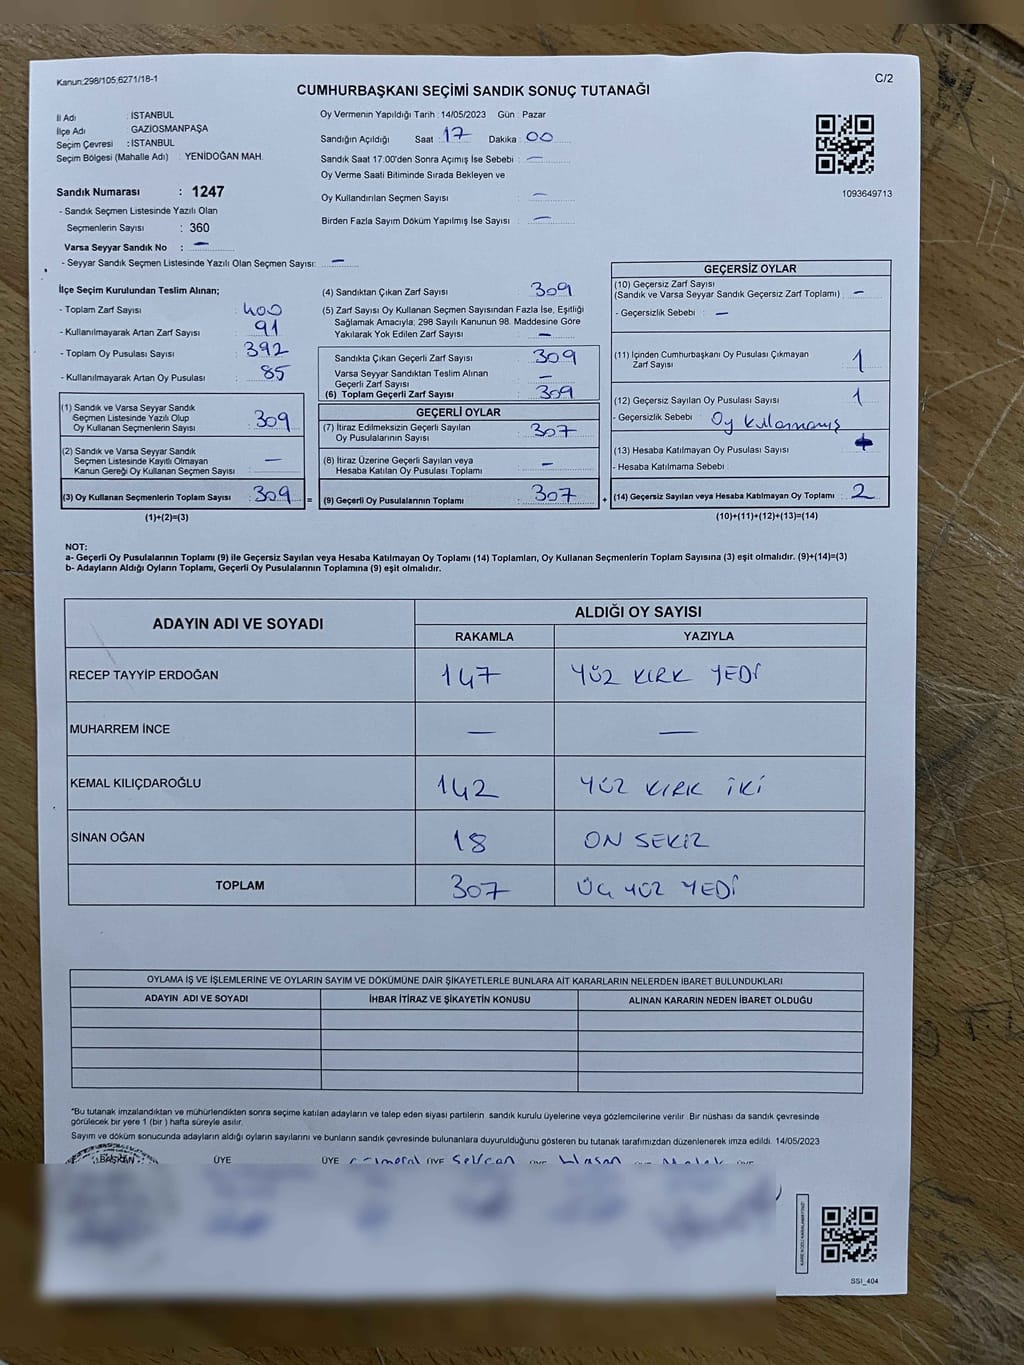 Kanun:298/105;6271/18-1
C/2
CUMHURBAŞKANI SEÇİMİ SANDIK SONUÇ TUTANAĞI
İl Adı : İSTANBUL
İlçe Adı GAZİOSMANPAŞA
Seçim Çevresi : İSTANBUL
Seçim Bölgesi (Mahalle Adı) : YENİDOĞAN MAH.
Sandık Numarası : 1247
- Sandık Seçmen Listesinde Yazılı Olan
Seçmenlerin Sayısı : 360
Varsa Seyyar Sandık No : —
- Seyyar Sandık Seçmen Listesinde Yazılı Olan Seçmen Sayısı: —
Oy Vermenin Yapıldığı Tarih : 14/05/2023 Gün : Pazar
Sandığın Açıldığı Saat : 17 Dakika : 00
Sandık Saat 17.00'den Sonra Açımış İse Sebebi : —
Oy Verme Saati Bitiminde Sırada Bekleyen ve
Oy Kullandırılan Seçmen Sayısı : —
Birden Fazla Sayım Döküm Yapılmış İse Sayısı : —
1093649713
İlçe Seçim Kurulundan Teslim Alınan;
- Toplam Zarf Sayısı : 400
- Kullanılmayarak Artan Zarf Sayısı : 91
- Toplam Oy Pusulası Sayısı : 392
- Kullanılmayarak Artan Oy Pusulası : 85
(1) Sandık ve Varsa Seyyar Sandık
Seçmen Listesinde Yazılı Olup
Oy Kullanan Seçmenlerin Sayısı : 309
(2) Sandık ve Varsa Seyyar Sandık
Seçmen Listesinde Kayıtlı Olmayan
Kanun Gereği Oy Kullanan Seçmen Sayısı : —
(3) Oy Kullanan Seçmenlerin Toplam Sayısı : 309 =
(1)+(2)=(3)
(4) Sandıktan Çıkan Zarf Sayısı : 309
(5) Zarf Sayısı Oy Kullanan Seçmen Sayısından Fazla İse, Eşitliği
Sağlamak Amacıyla; 298 Sayılı Kanunun 98. Maddesine Göre
Yakılarak Yok Edilen Zarf Sayısı : —
Sandıkta Çıkan Geçerli Zarf Sayısı : 309
Varsa Seyyar Sandıktan Teslim Alınan
Geçerli Zarf Sayısı : —
(6) Toplam Geçerli Zarf Sayısı : 309
GEÇERLİ OYLAR
(7) İtiraz Edilmeksizin Geçerli Sayılan
Oy Pusulalarının Sayısı : 307
(8) İtiraz Üzerine Geçerli Sayılan veya
Hesaba Katılan Oy Pusulası Toplamı : —
(9) Geçerli Oy Pusulalarının Toplamı : 307 +
GEÇERSİZ OYLAR
(10) Geçersiz Zarf Sayısı
(Sandık ve Varsa Seyyar Sandık Geçersiz Zarf Toplamı) : —
- Geçersizlik Sebebi : —
(11) İçinden Cumhurbaşkanı Oy Pusulası Çıkmayan
Zarf Sayısı : 1
(12) Geçersiz Sayılan Oy Pusulası Sayısı : 1
- Geçersizlik Sebebi : Oy kullanmamış
(13) Hesaba Katılmayan Oy Pusulası Sayısı
- Hesaba Katılmama Sebebi :
(14) Geçersiz Sayılan veya Hesaba Katılmayan Oy Toplamı : 2
(10)+(11)+(12)+(13)=(14)
NOT:
a- Geçerli Oy Pusulalarının Toplamı (9) ile Geçersiz Sayılan veya Hesaba Katılmayan Oy Toplamı (14) Toplamları, Oy Kullanan Seçmenlerin Toplam Sayısına (3) eşit olmalıdır. (9)+(14)=(3)
b- Adayların Aldığı Oyların Toplamı, Geçerli Oy Pusulalarının Toplamına (9) eşit olmalıdır.
ADAYIN ADI VE SOYADI
ALDIĞI OY SAYISI
RAKAMLA YAZIYLA
RECEP TAYYİP ERDOĞAN 147 YÜZ KIRK YEDİ
MUHARREM İNCE — —
KEMAL KILIÇDAROĞLU 142 YÜZ KIRK İKİ
SİNAN OĞAN 18 ON SEKİZ
TOPLAM 307 ÜÇ YÜZ YEDİ
OYLAMA İŞ VE İŞLEMLERİNE VE OYLARIN SAYIM VE DÖKÜMÜNE DAİR ŞİKAYETLERLE BUNLARA AİT KARARLARIN NELERDEN İBARET BULUNDUKLARI
ADAYIN ADI VE SOYADI İHBAR İTİRAZ VE ŞİKAYETİN KONUSU ALINAN KARARIN NEDEN İBARET OLDUĞU
*Bu tutanak imzalandıktan ve mühürlendikten sonra seçime katılan adayların ve talep eden siyasi partilerin sandık kurulu üyelerine veya gözlemcilerine verilir. Bir nüshası da sandık çevresinde
görülecek bir yere 1 (bir) hafta süreyle asılır.
Sayım ve döküm sonucunda adayların aldığı oyların sayılarını ve bunların sandık çevresinde bulunanlara duyurulduğunu gösteren bu tutanak tarafımızdan düzenlenerek imza edildi. 14/05/2023
BAŞKAN ÜYE ÜYE ÜYE Sevcan ÜYE Hasan ÜYE Melek ÜYE
SSI_404